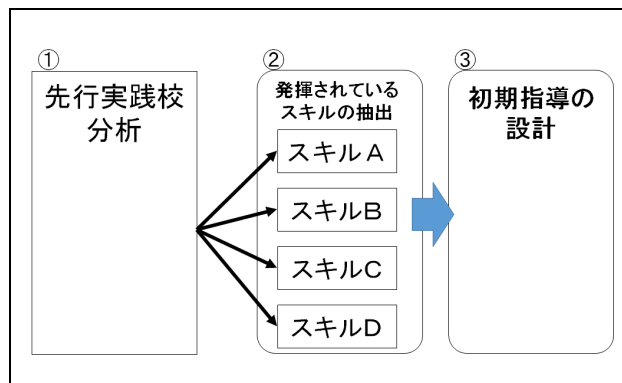 ①
先行実践校
分析
②
発揮されている
スキルの抽出
スキルA
スキルB
スキルC
スキルD
③
初期指導の
設計